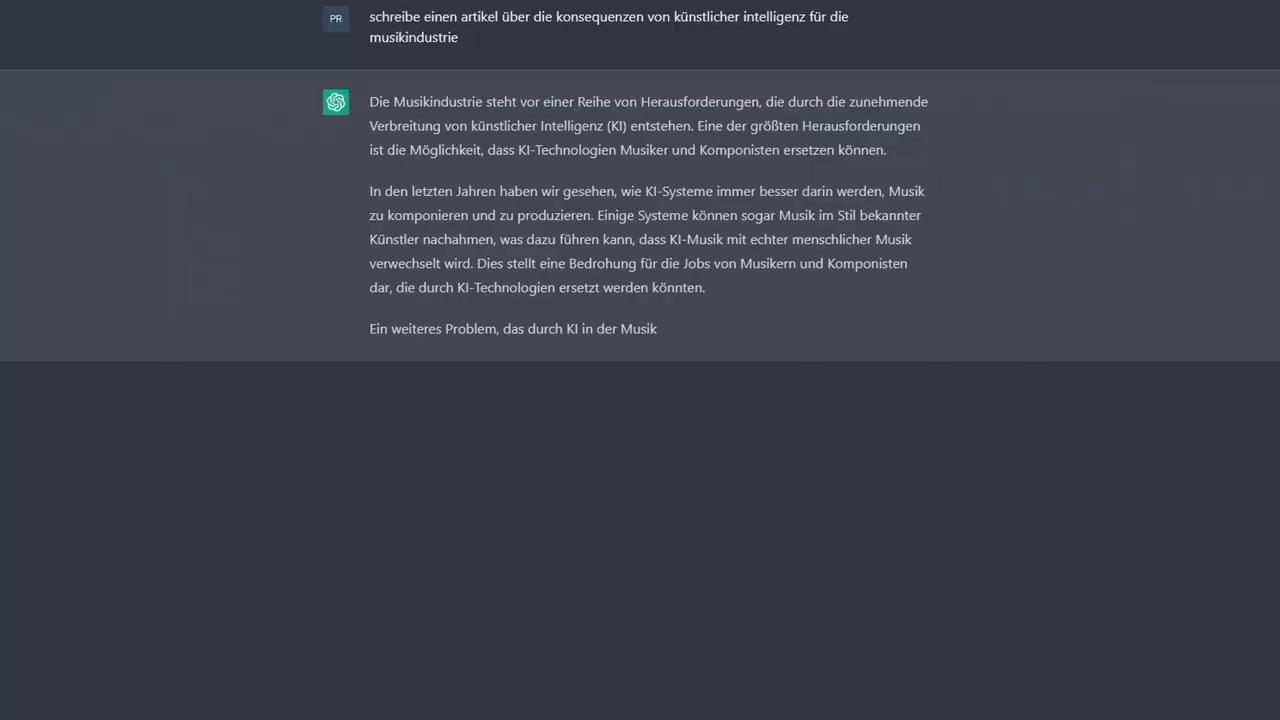 PR
schreibe einen artikel über die konsequenzen von künstlicher intelligenz für die
musikindustrie
Die Musikindustrie steht vor einer Reihe von Herausforderungen, die durch die zunehmende
Verbreitung von künstlicher Intelligenz (KI) entstehen. Eine der größten Herausforderungen
ist die Möglichkeit, dass KI-Technologien Musiker und Komponisten ersetzen können.
In den letzten Jahren haben wir gesehen, wie KI-Systeme immer besser darin werden, Musik
zu komponieren und zu produzieren. Einige Systeme können sogar Musik im Stil bekannter
Künstler nachahmen, was dazu führen kann, dass KI-Musik mit echter menschlicher Musik
verwechselt wird. Dies stellt eine Bedrohung für die Jobs von Musikern und Komponisten
dar, die durch KI-Technologien ersetzt werden könnten.
Ein weiteres Problem, das durch KI in der Musik